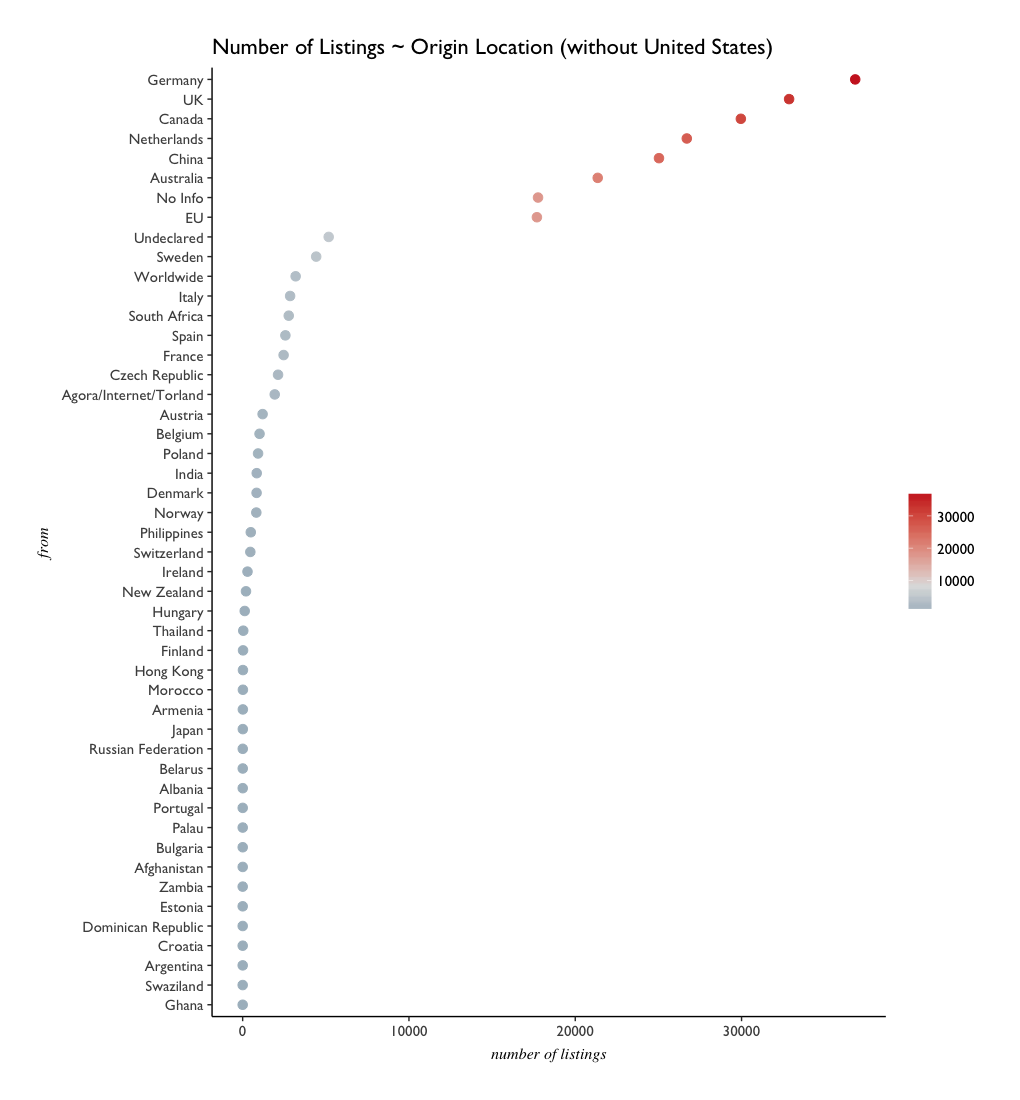 Number of Listings ~ Origin Location (without United States)
Germany
UK
Canada
Netherlands
China
Australia
No Info
EU
Undeclared
Sweden
Worldwide
Italy
South Africa
Spain
France
Czech Republic
Agora/Internet/Torland
Austria
Belgium
Poland
India
Denmark
Norway
Philippines
Switzerland
Ireland
New Zealand
Hungary
Thailand
Finland
Hong Kong
Morocco
Armenia
Japan
Russian Federation
Belarus
Albania
Portugal
Palau
Bulgaria
Afghanistan
Zambia
Estonia
Dominican Republic
Croatia
Argentina
Swaziland
Ghana
from
0 10000 20000 30000
number of listings
30000
20000
10000